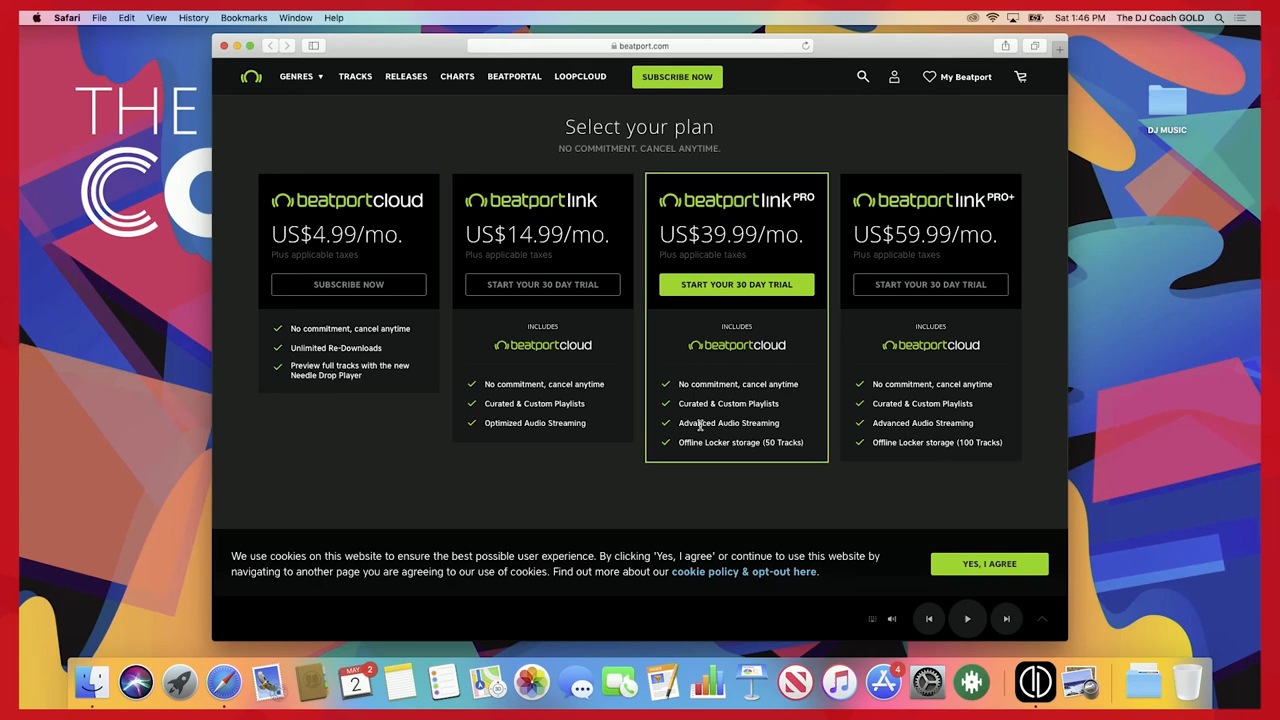 Safari File Edit View History Bookmarks Window Help
Sat 1:46 PM The DJ Coach GOLD
beatport.com
GENRES ▾ TRACKS RELEASES CHARTS BEATPORTAL LOOPCLOUD SUBSCRIBE NOW My Beatport
THE
CO
DJ MUSIC
Select your plan
NO COMMITMENT. CANCEL ANYTIME.
beatportcloud
US$4.99/mo.
Plus applicable taxes
SUBSCRIBE NOW
No commitment, cancel anytime
Unlimited Re-Downloads
Preview full tracks with the new
Needle Drop Player
beatportlink
US$14.99/mo.
Plus applicable taxes
START YOUR 30 DAY TRIAL
INCLUDES
beatportcloud
No commitment, cancel anytime
Curated & Custom Playlists
Optimized Audio Streaming
beatportlink PRO
US$39.99/mo.
Plus applicable taxes
START YOUR 30 DAY TRIAL
INCLUDES
beatportcloud
No commitment, cancel anytime
Curated & Custom Playlists
Advanced Audio Streaming
Offline Locker storage (50 Tracks)
beatportlink PRO+
US$59.99/mo.
Plus applicable taxes
START YOUR 30 DAY TRIAL
INCLUDES
beatportcloud
No commitment, cancel anytime
Curated & Custom Playlists
Advanced Audio Streaming
Offline Locker storage (100 Tracks)
We use cookies on this website to ensure the best possible user experience. By clicking 'Yes, I agree' or continue to use this website by
navigating to another page you are agreeing to our use of cookies. Find out more about our cookie policy & opt-out here.
YES, I AGREE
MAY 2
2
4